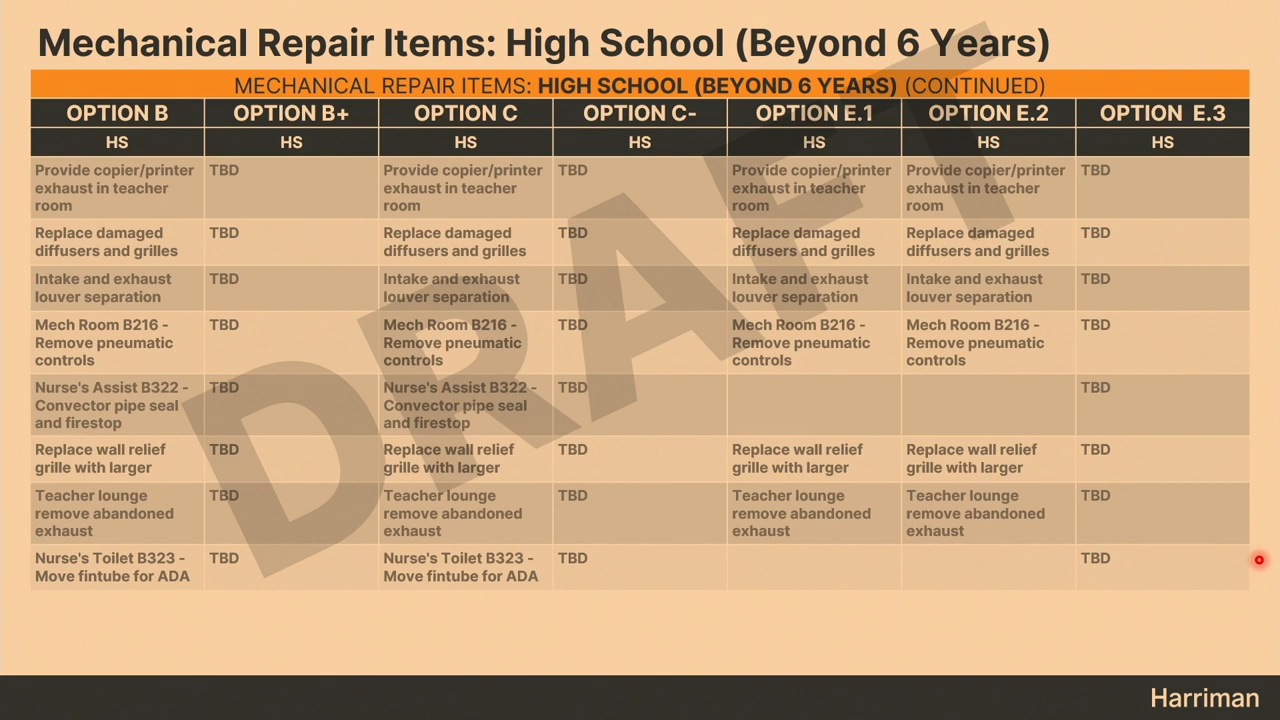 Mechanical Repair Items: High School (Beyond 6 Years)
MECHANICAL REPAIR ITEMS: HIGH SCHOOL (BEYOND 6 YEARS) (CONTINUED)
OPTION B OPTION B+ OPTION C OPTION C- OPTION E.1 OPTION E.2 OPTION E.3
HS HS HS HS HS HS HS
Provide copier/printer TBD Provide copier/printer TBD Provide copier/printer Provide copier/printer TBD
exhaust in teacher exhaust in teacher exhaust in teacher exhaust in teacher
room room room room
Replace damaged TBD Replace damaged TBD Replace damaged Replace damaged TBD
diffusers and grilles diffusers and grilles diffusers and grilles diffusers and grilles
Intake and exhaust TBD Intake and exhaust TBD Intake and exhaust Intake and exhaust TBD
louver separation louver separation louver separation louver separation
Mech Room B216 - TBD Mech Room B216 - TBD Mech Room B216 - Mech Room B216 - TBD
Remove pneumatic Remove pneumatic Remove pneumatic Remove pneumatic
controls controls controls controls
Nurse's Assist B322 - TBD Nurse's Assist B322 - TBD TBD
Convector pipe seal Convector pipe seal
and firestop and firestop
Replace wall relief TBD Replace wall relief TBD Replace wall relief Replace wall relief TBD
grille with larger grille with larger grille with larger grille with larger
Teacher lounge TBD Teacher lounge TBD Teacher lounge Teacher lounge TBD
remove abandoned remove abandoned remove abandoned remove abandoned
exhaust exhaust exhaust exhaust
Nurse's Toilet B323 - TBD Nurse's Toilet B323 - TBD TBD
Move fintube for ADA Move fintube for ADA
DRAFT
Harriman